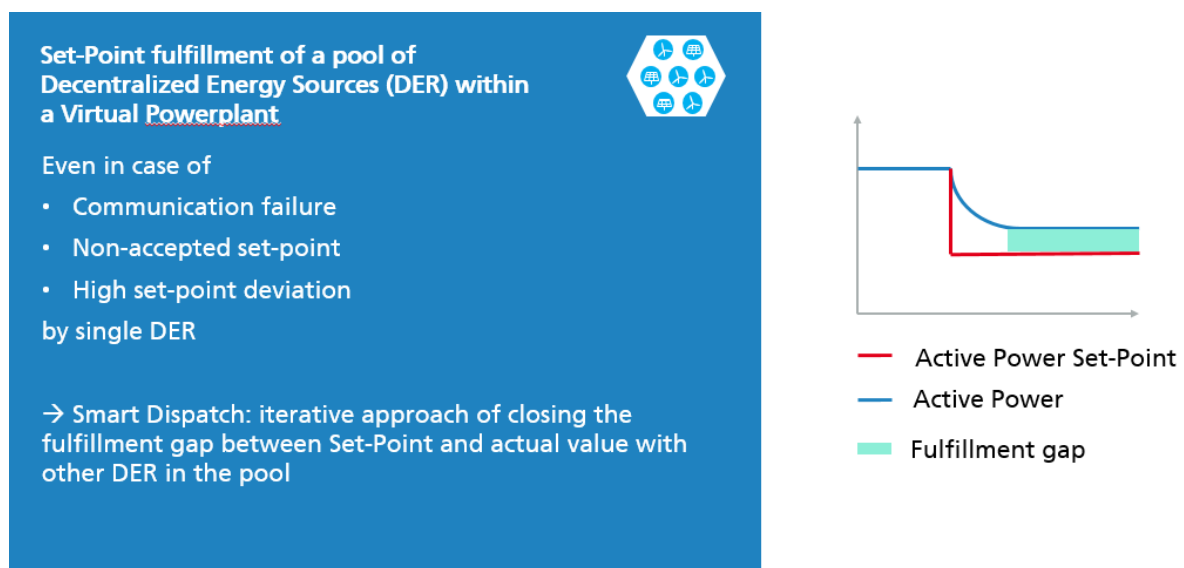 Set-Point fulfillment of a pool of
Decentralized Energy Sources (DER) within
a Virtual Powerplant
Even in case of
• Communication failure
• Non-accepted set-point
• High set-point deviation
by single DER
→ Smart Dispatch: iterative approach of closing the
fulfillment gap between Set-Point and actual value with
other DER in the pool
Active Power Set-Point
Active Power
Fulfillment gap